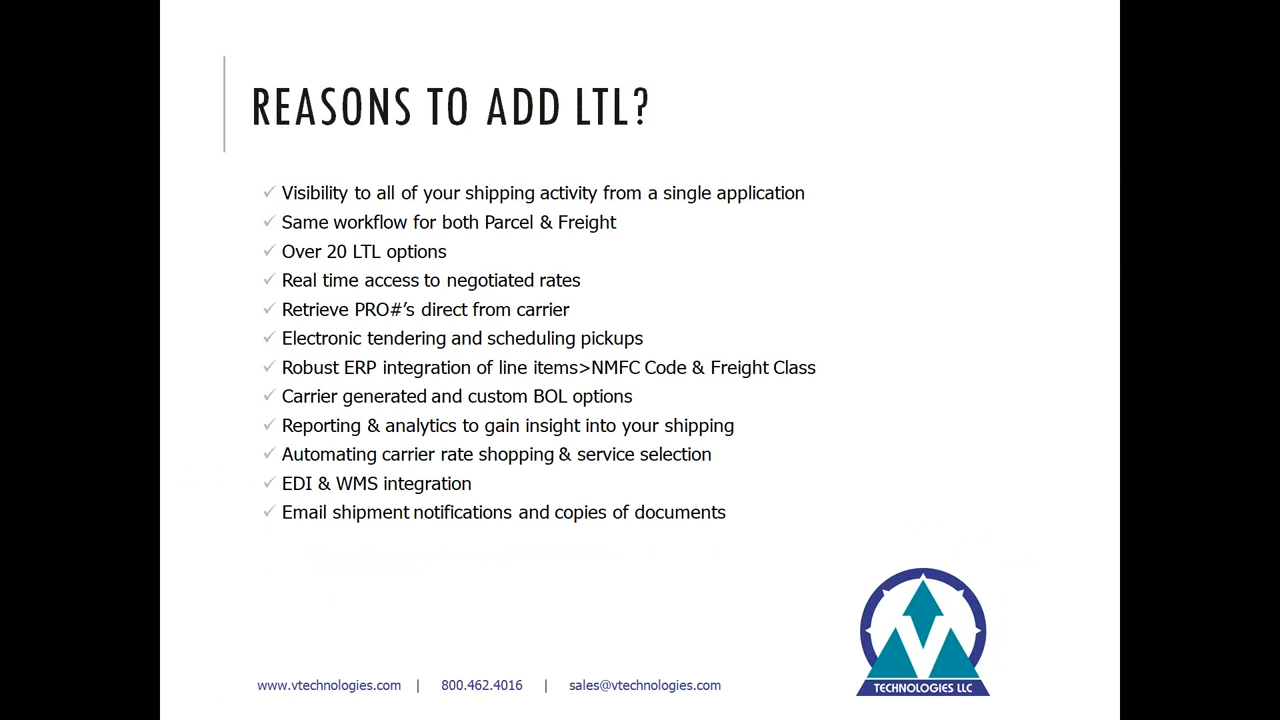 REASONS TO ADD LTL?
✓ Visibility to all of your shipping activity from a single application
✓ Same workflow for both Parcel & Freight
✓ Over 20 LTL options
✓ Real time access to negotiated rates
✓ Retrieve PRO#’s direct from carrier
✓ Electronic tendering and scheduling pickups
✓ Robust ERP integration of line items>NMFC Code & Freight Class
✓ Carrier generated and custom BOL options
✓ Reporting & analytics to gain insight into your shipping
✓ Automating carrier rate shopping & service selection
✓ EDI & WMS integration
✓ Email shipment notifications and copies of documents
V
TECHNOLOGIES LLC
www.vtechnologies.com | 800.462.4016 | sales@vtechnologies.com